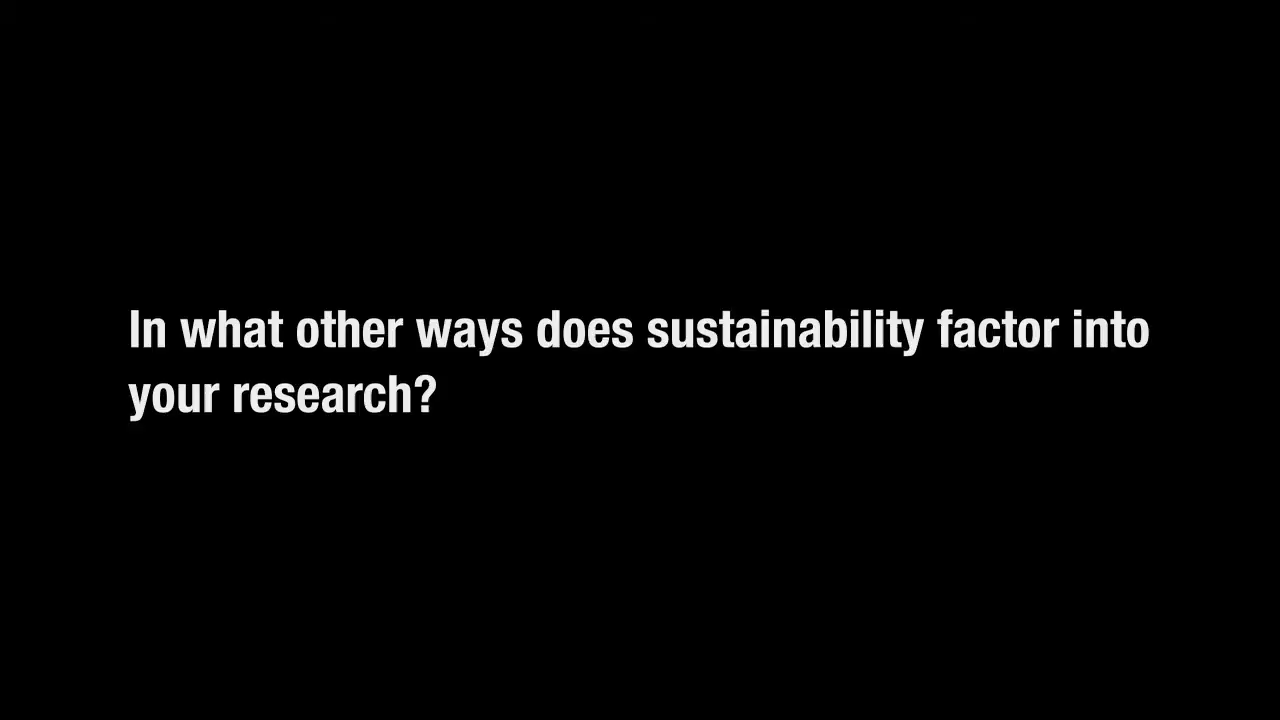 In what other ways does sustainability factor into
your research?